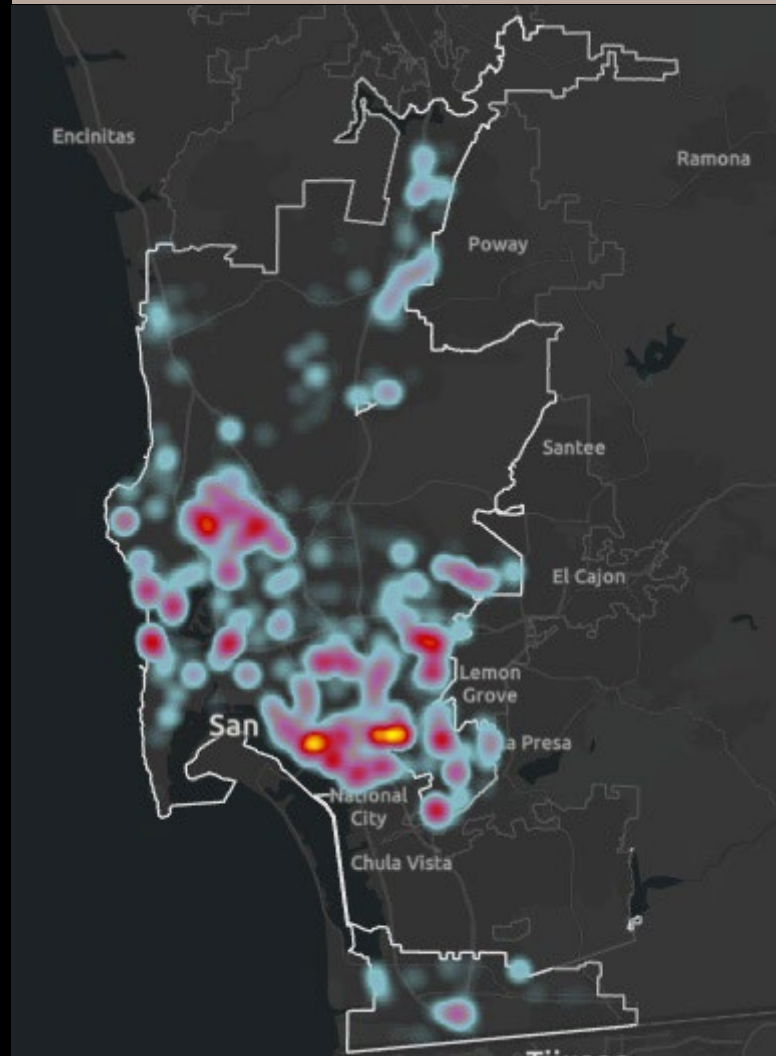 Encinitas
Ramona
Poway
Santee
El Cajon
Lemon
Grove
San
a Presa
National
City
Chula Vista